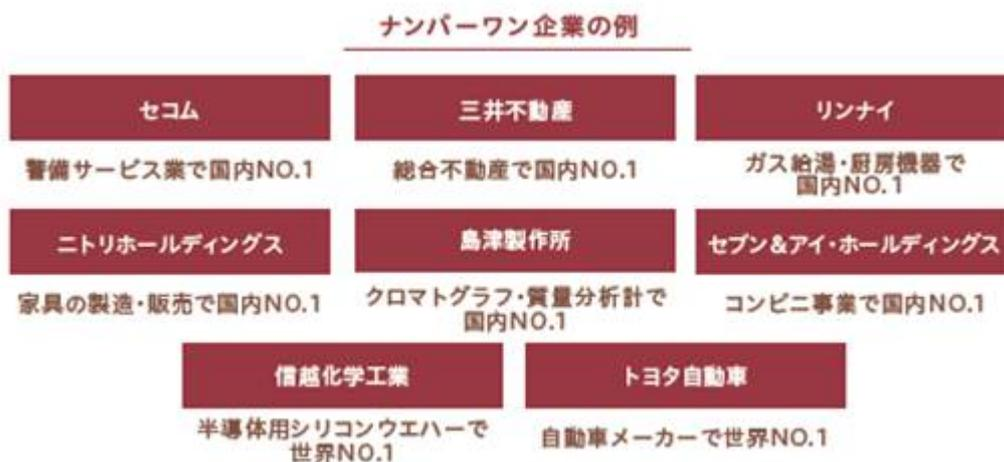 ナンバーワン企業の例
セコム
警備サービス業で国内NO.1
三井不動産
総合不動産で国内NO.1
リンナイ
ガス給湯・厨房機器で
国内NO.1
ニトリホールディングス
家具の製造・販売で国内NO.1
島津製作所
クロマトグラフ・質量分析計で
国内NO.1
セブン&アイ・ホールディングス
コンビニ事業で国内NO.1
信越化学工業
半導体用シリコンウエハーで
世界NO.1
トヨタ自動車
自動車メーカーで世界NO.1